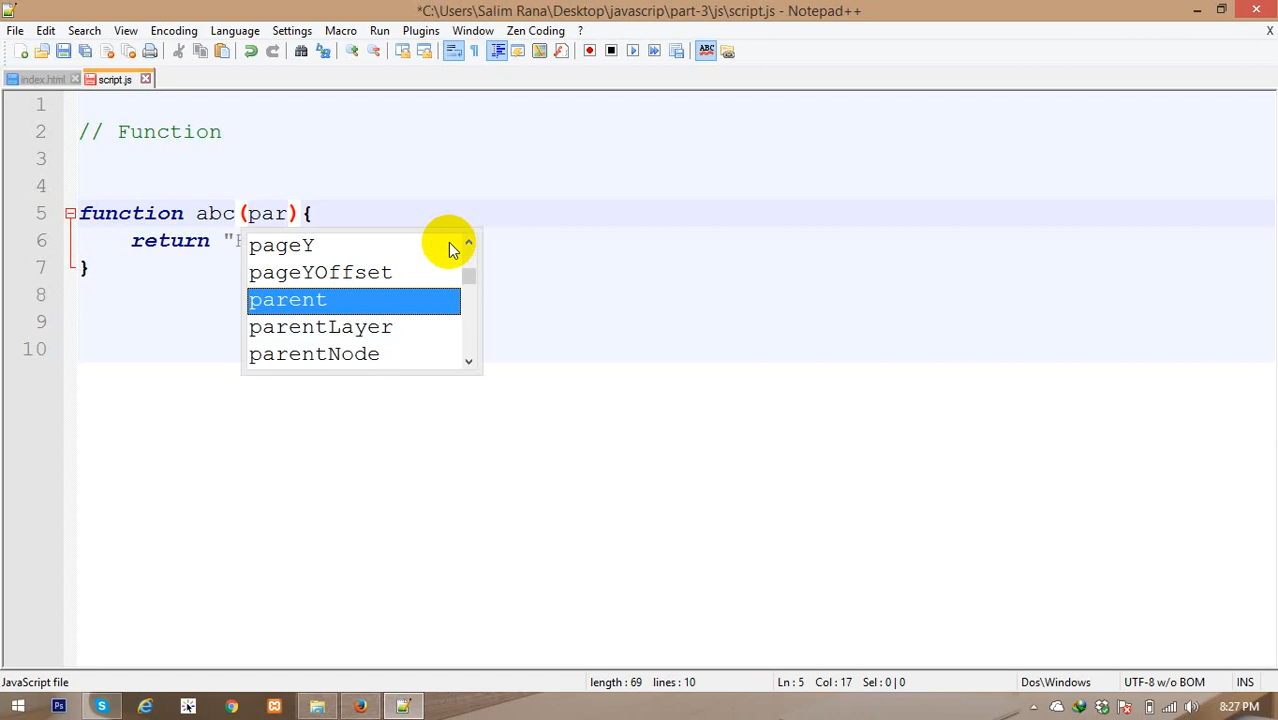 *C:\Users\Salim Rana\Desktop\javascrip\part-3\js\script.js - Notepad++
File Edit Search View Encoding Language Settings Macro Run Plugins Window Zen Coding ? X
index.html script.js
1
2 // Function
3
4
5 function abc(par){
6 return "
pageY
7 }
pageYOffset
8 parent
9 parentLayer
10 parentNode
JavaScript file length : 69 lines : 10 Ln : 5 Col : 17 Sel : 0 | 0 Dos\Windows UTF-8 w/o BOM INS
8:27 PM